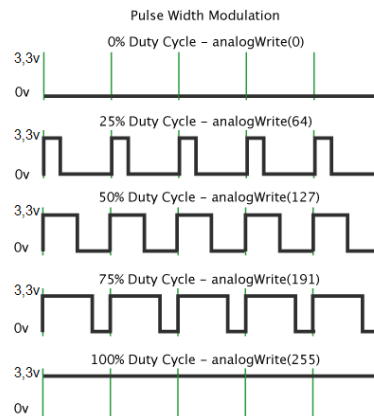 Pulse Width Modulation
0% Duty Cycle – analogWrite(0)
3,3v
0v
25% Duty Cycle – analogWrite(64)
3,3v
0v
50% Duty Cycle – analogWrite(127)
3,3v
0v
75% Duty Cycle – analogWrite(191)
3,3v
0v
100% Duty Cycle – analogWrite(255)
3,3v
0v